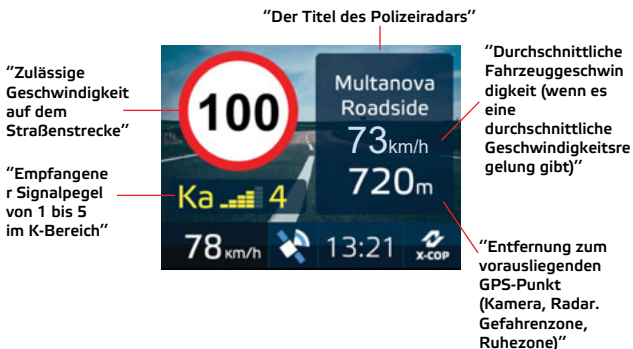 "Der Titel des Polizeiradars"
"Zulässige
Geschwindigkeit
auf dem
Straßenstrecke"
"Empfangene
r Signalpegel
von 1 bis 5
im K-Bereich"
100
Multanova
Roadside
73km/h
720m
Ka 4
78 KM/H 13:21 X-COP
"Durchschnittliche
Fahrzeuggeschwin
digkeit (wenn es
eine
durchschnittliche
Geschwindigkeitsre
gelung gibt)"
"Entfernung zum
vorausliegenden
GPS-Punkt
(Kamera, Radar.
Gefahrenzone,
Ruhezone)"